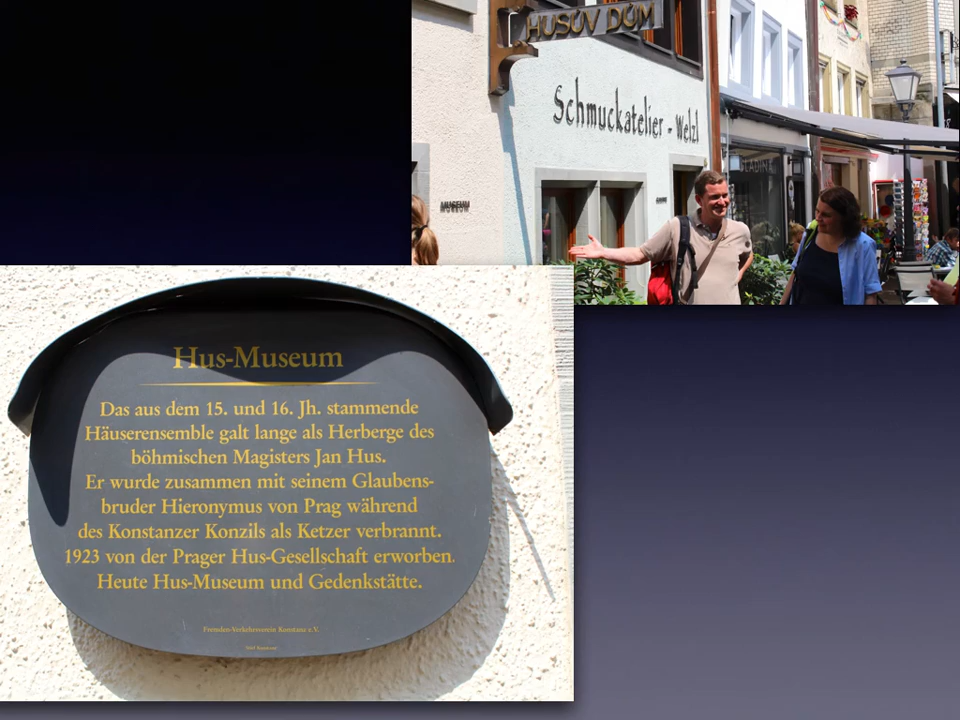 HUSŮV DŮM
Schmuckatelier - Welzl
MUSEUM
Hus-Museum
Das aus dem 15. und 16. Jh. stammende
Häuserensemble galt lange als Herberge des
böhmischen Magisters Jan Hus.
Er wurde zusammen mit seinem Glaubens-
bruder Hieronymus von Prag während
des Konstanzer Konzils als Ketzer verbrannt.
1923 von der Prager Hus-Gesellschaft erworben.
Heute Hus-Museum und Gedenkstätte.
Fremden-Verkehrsverein Konstanz e.V.